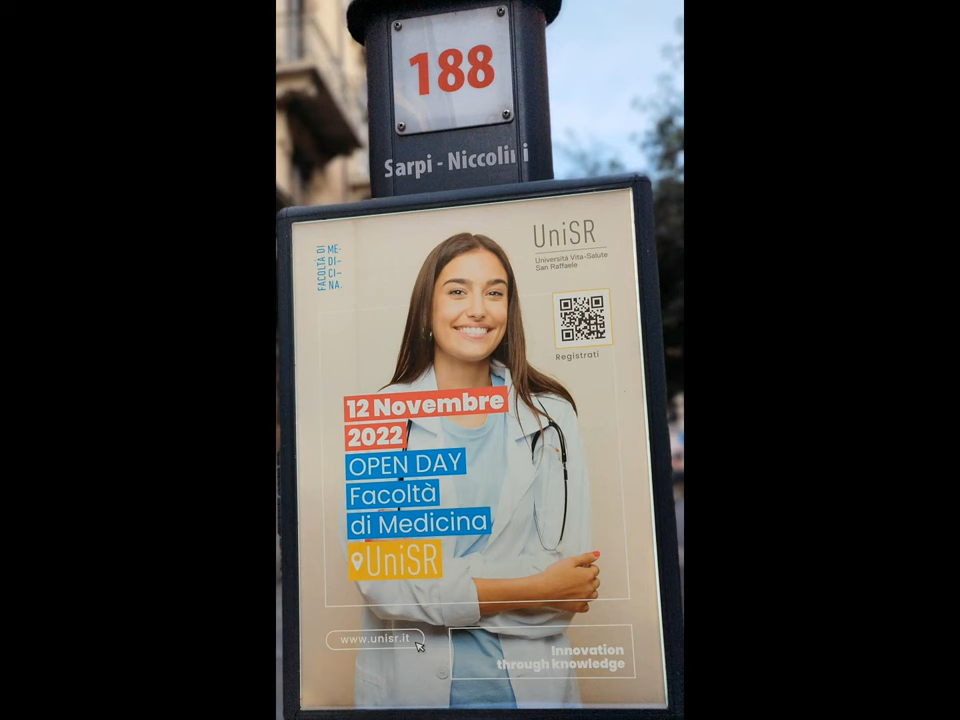 188
Sarpi - Niccolini
FACOLTÀ DI
ME-
DI-
CI-
NA.
UniSR
Università Vita-Salute
San Raffaele
Registrati
12 Novembre
2022
OPEN DAY
Facoltà
di Medicina
UniSR
www.unisr.it
Innovation
through knowledge